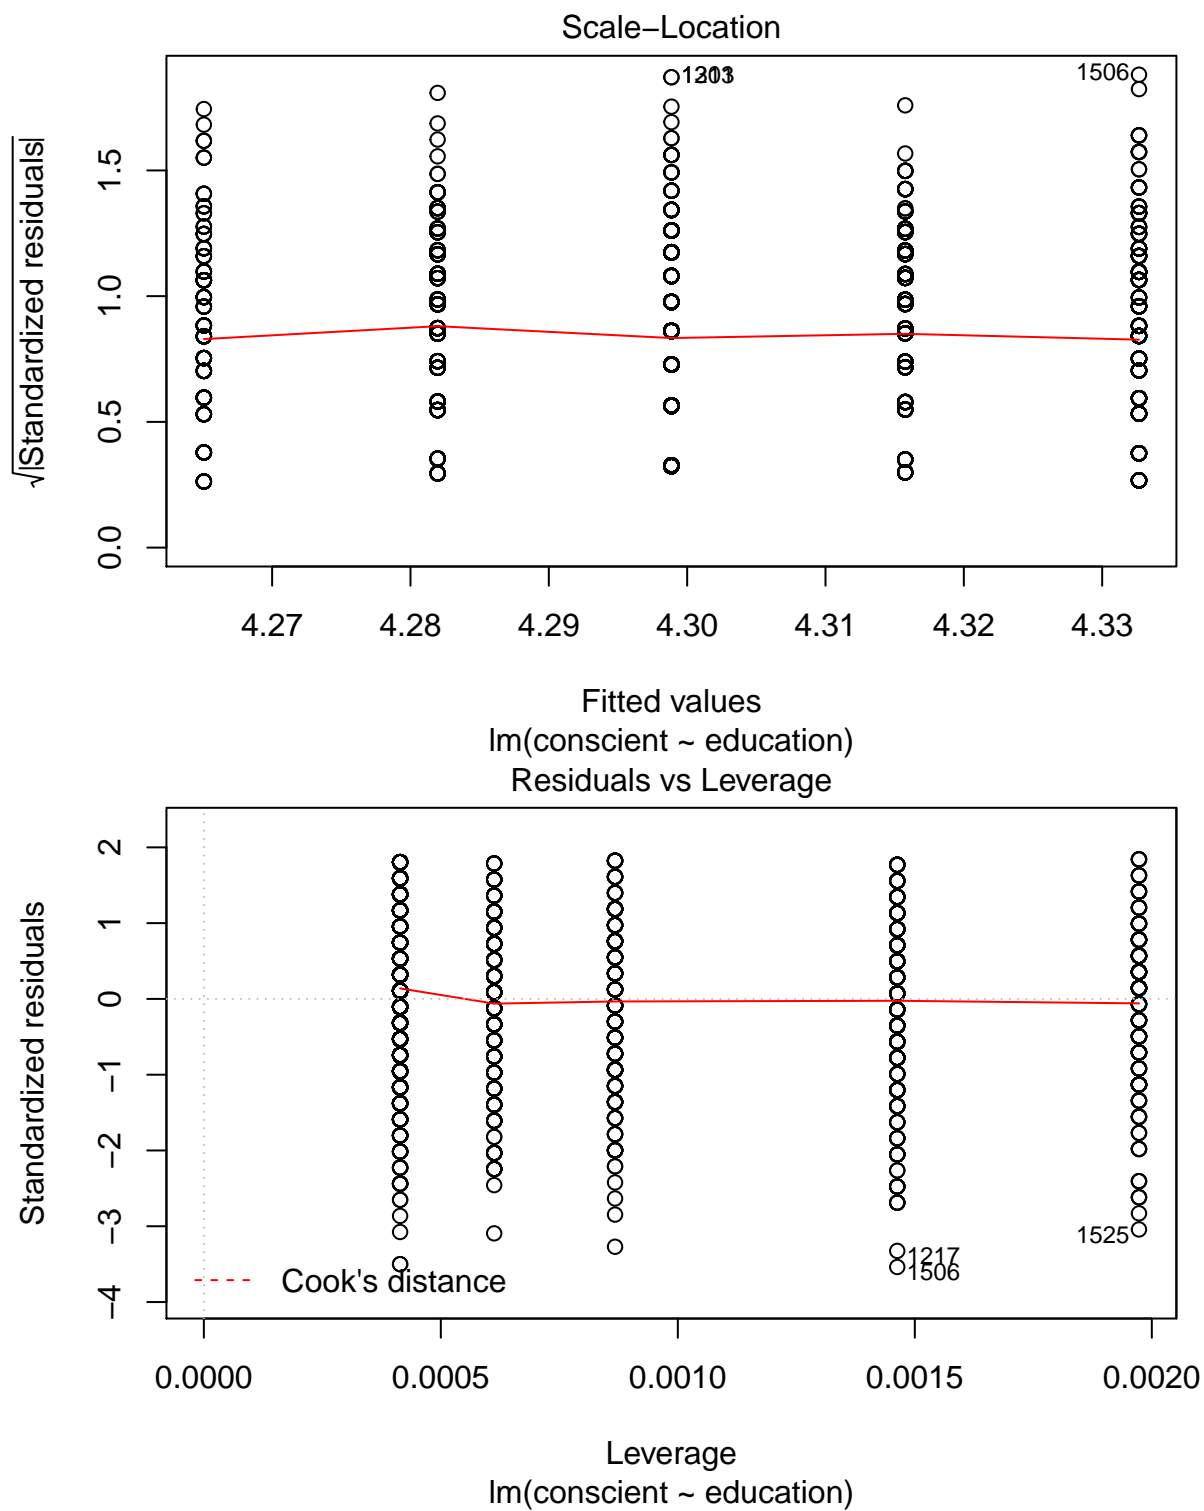 Scale−Location
1506
√|Standardized residuals|
0.0 0.5 1.0 1.5
4.27 4.28 4.29 4.30 4.31 4.32 4.33
Fitted values
lm(conscient ~ education)
Residuals vs Leverage
Standardized residuals
−4 −3 −2 −1 0 1 2
1525
1217
1506
Cook's distance
0.0000 0.0005 0.0010 0.0015 0.0020
Leverage
lm(conscient ~ education)